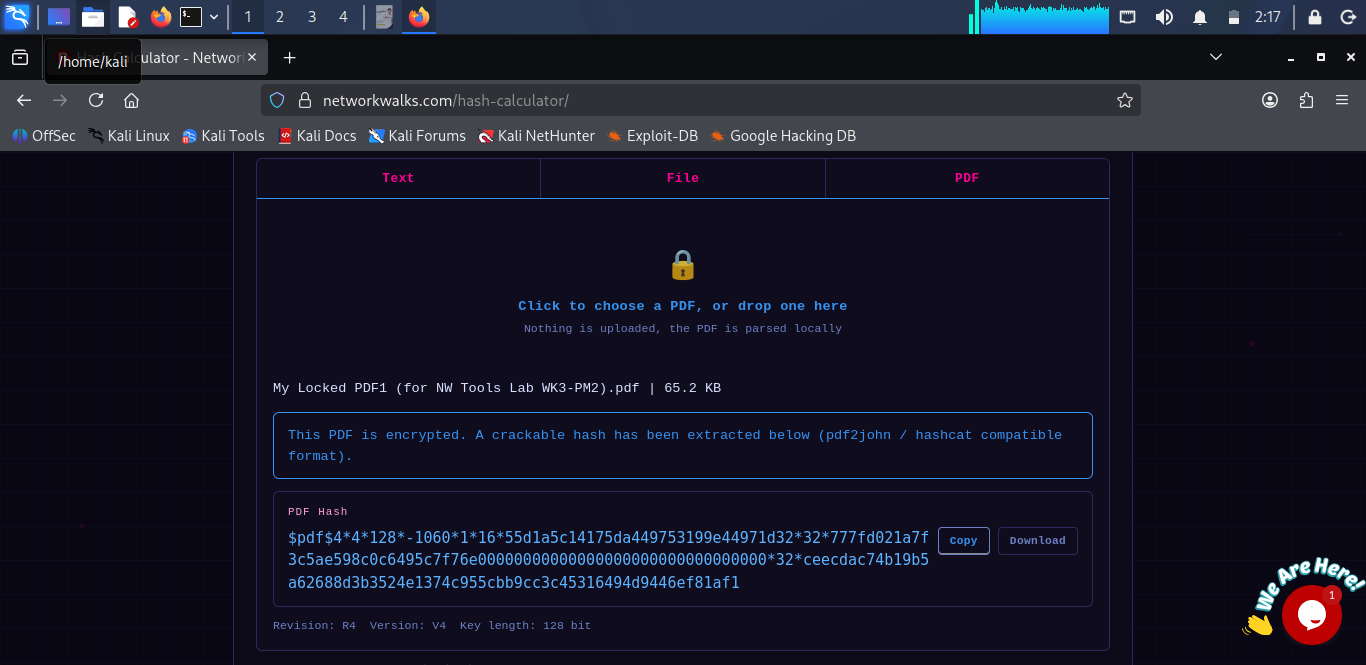 1 2 3 4
2:17
/home/kali
Calculator - Networ
networkwalks.com/hash-calculator/
OffSec Kali Linux Kali Tools Kali Docs Kali Forums Kali NetHunter Exploit-DB Google Hacking DB
Text File PDF
Click to choose a PDF, or drop one here
Nothing is uploaded, the PDF is parsed locally
My Locked PDF1 (for NW Tools Lab WK3-PM2).pdf | 65.2 KB
This PDF is encrypted. A crackable hash has been extracted below (pdf2john / hashcat compatible
format).
PDF Hash
$pdf$4*4*128*-1060*1*16*55d1a5c14175da449753199e44971d32*32*777fd021a7f
3c5ae598c0c6495c7f76e00000000000000000000000000000000*32*ceecdac74b19b5
a62688d3b3524e1374c955cbb9cc3c45316494d9446ef81af1
Copy Download
Revision: R4 Version: V4 Key length: 128 bit
We Are Here!
1